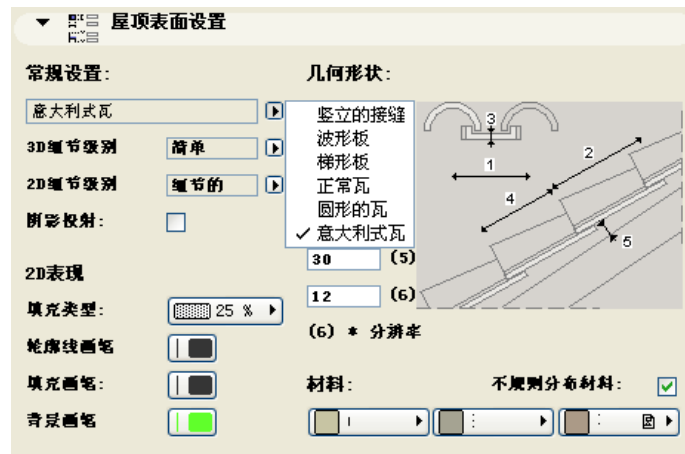 屋顶表面设置
常规设置:
几何形状:
意大利式瓦
3D细节级别 简单
2D细节级别 细节的
阴影投射:
竖立的接缝
波形板
梯形板
正常瓦
圆形的瓦
意大利式瓦
3
1
2
4
5
30 (5)
12 (6)
(6) * 分辨率
2D表现
填充类型: 25 %
轮廓线画笔
填充画笔:
背景画笔
材料: 不规则分布材料: